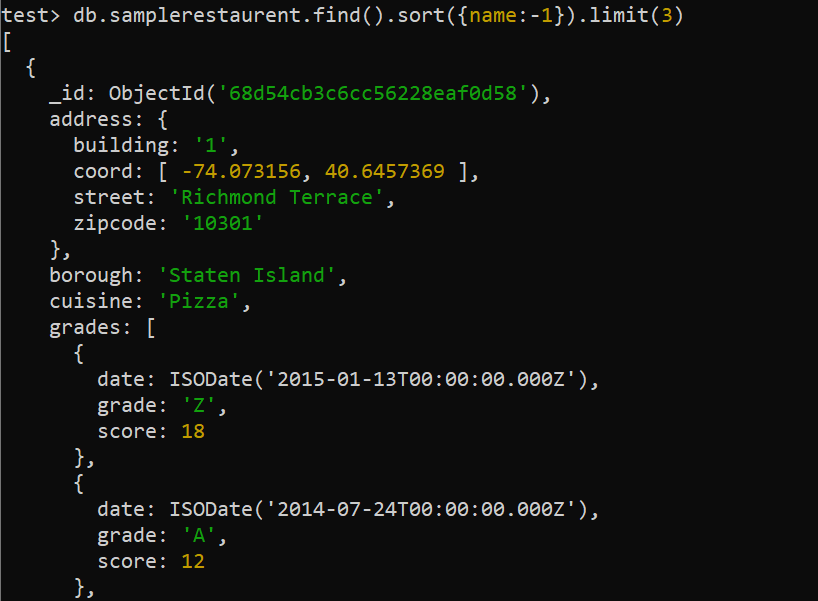 test> db.samplerestaurent.find().sort({name:-1}).limit(3)
[
  {
    _id: ObjectId('68d54cb3c6cc56228eaf0d58'),
    address: {
      building: '1',
      coord: [ -74.073156, 40.6457369 ],
      street: 'Richmond Terrace',
      zipcode: '10301'
    },
    borough: 'Staten Island',
    cuisine: 'Pizza',
    grades: [
      {
        date: ISODate('2015-01-13T00:00:00.000Z'),
        grade: 'Z',
        score: 18
      },
      {
        date: ISODate('2014-07-24T00:00:00.000Z'),
        grade: 'A',
        score: 12
      },